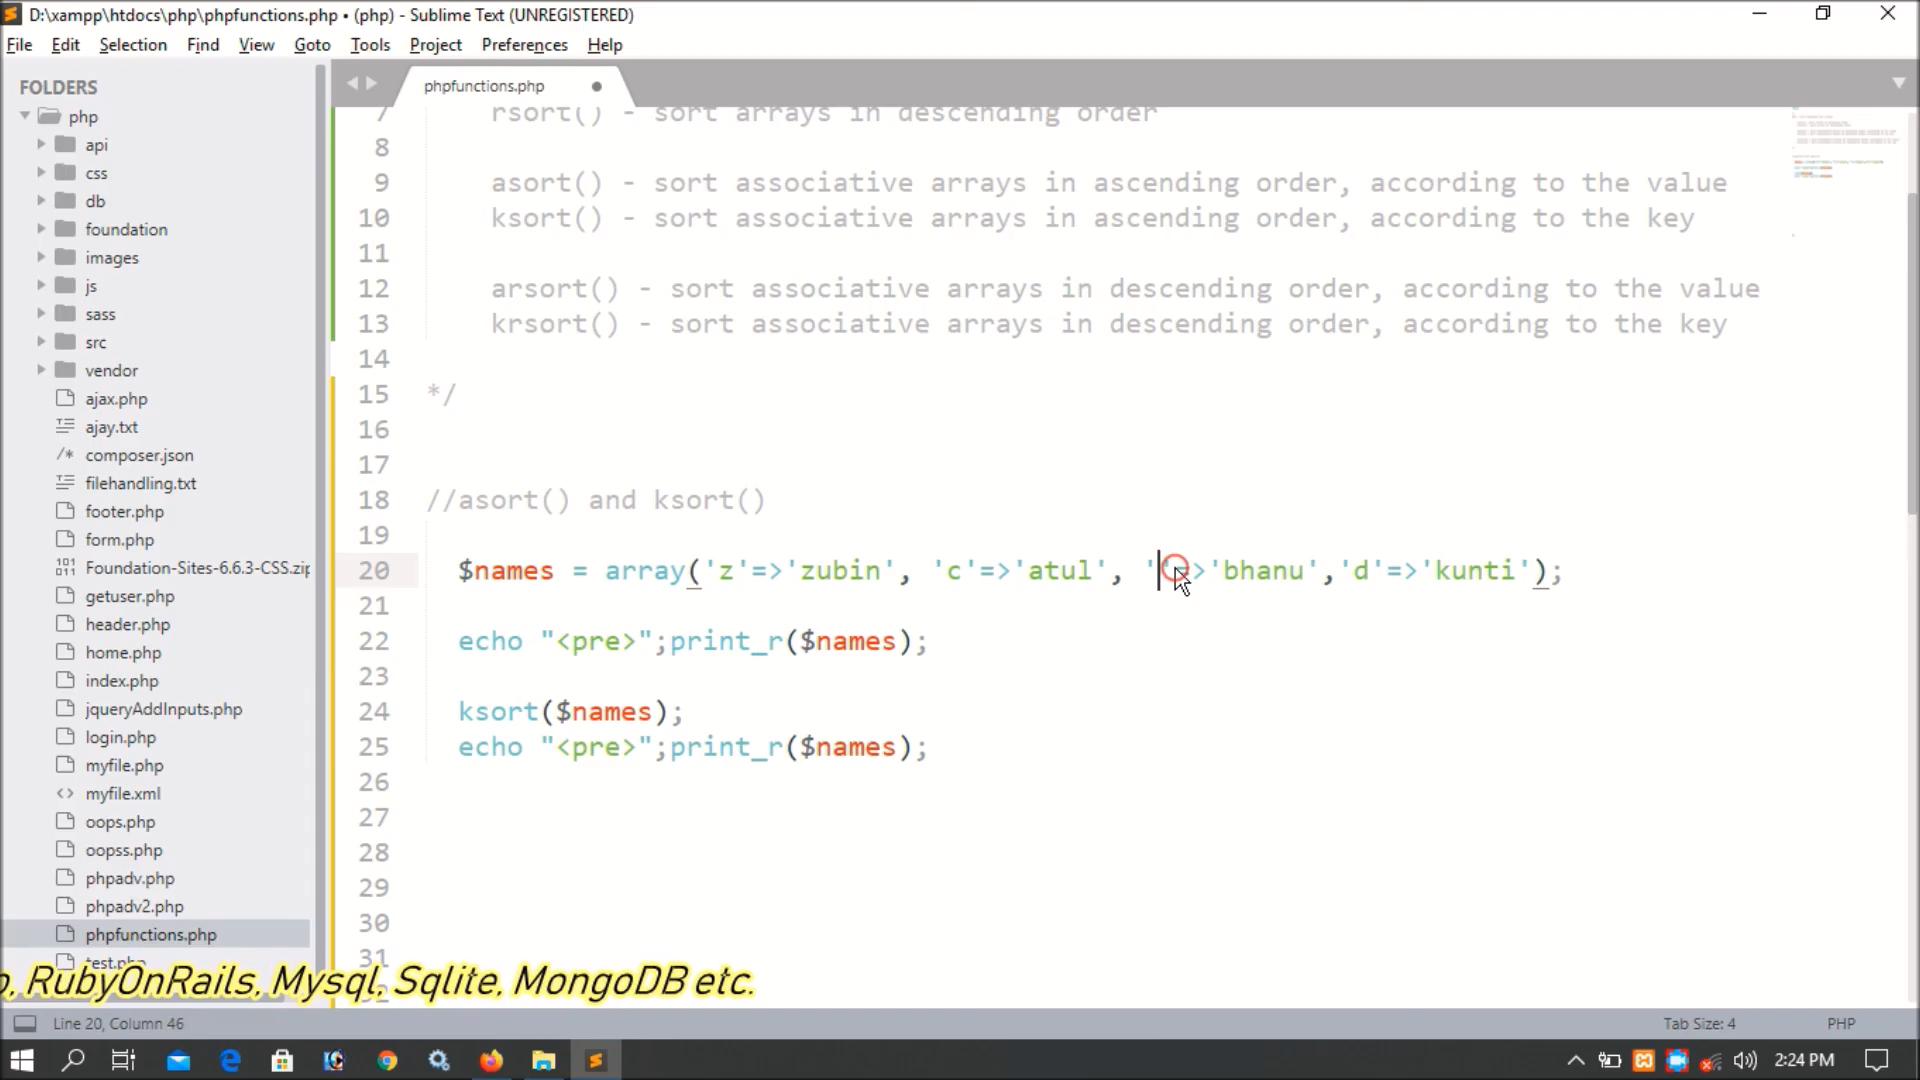 D:\xampp\htdocs\php\phpfunctions.php • (php) - Sublime Text (UNREGISTERED)
File Edit Selection Find View Goto Tools Project Preferences Help
FOLDERS
php
api
css
db
foundation
images
js
sass
src
vendor
ajax.php
ajay.txt
/* composer.json
filehandling.txt
footer.php
form.php
Foundation-Sites-6.6.3-CSS.zip
getuser.php
header.php
home.php
index.php
jqueryAddInputs.php
login.php
myfile.php
<> myfile.xml
oops.php
oopss.php
phpadv.php
phpadv2.php
phpfunctions.php
test.php
phpfunctions.php
7 rsort() - sort arrays in descending order
8
9 asort() - sort associative arrays in ascending order, according to the value
10 ksort() - sort associative arrays in ascending order, according to the key
11
12 arsort() - sort associative arrays in descending order, according to the value
13 krsort() - sort associative arrays in descending order, according to the key
14
15 */
16
17
18 //asort() and ksort()
19
20 $names = array('z'=>'zubin', 'c'=>'atul', ''=>'bhanu','d'=>'kunti');
21
22 echo "<pre>";print_r($names);
23
24 ksort($names);
25 echo "<pre>";print_r($names);
26
27
28
29
30
31
, RubyOnRails, Mysql, Sqlite, MongoDB etc.
Line 20, Column 46
Tab Size: 4
PHP
2:24 PM